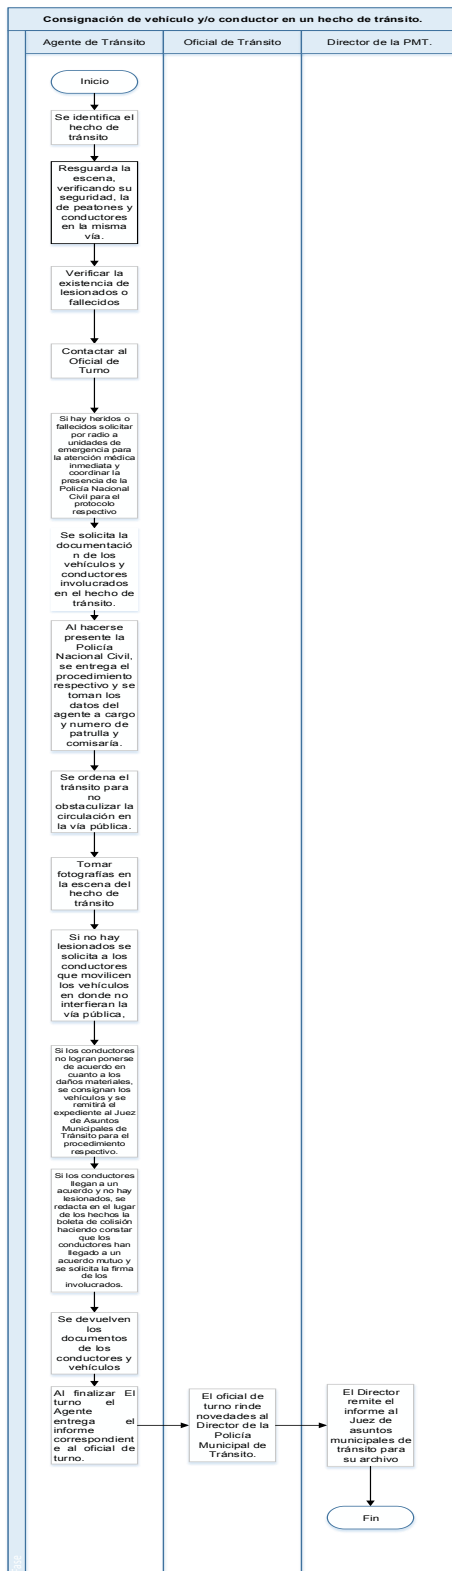 Consignación de vehículo y/o conductor en un hecho de tránsito.
Agente de Tránsito
Oficial de Tránsito
Director de la PMT.
Inicio
Se identifica el
hecho de
tránsito
Resguarda la
escena,
verificando su
seguridad, la
de peatones y
conductores
en la misma
vía.
Verificar la
existencia de
lesionados o
fallecidos
Contactar al
Oficial de
Turno
Si hay heridos o
fallecidos solicitar
por radio a
unidades de
emergencia para
la atención médica
inmediata y
coordinar la
presencia de la
Policía Nacional
Civil para el
protocolo
respectivo
Se solicita la
documentació
n de los
vehículos y
conductores
involucrados
en el hecho de
tránsito.
Al hacerse
presente la
Policía
Nacional Civil,
se entrega el
procedimiento
respectivo y se
toman los
datos del
agente a cargo
y numero de
patrulla y
comisaría.
Se ordena el
tránsito para
no
obstaculizar la
circulación en
la vía pública.
Tomar
fotografías en
la escena del
hecho de
tránsito
Si no hay
lesionados se
solicita a los
conductores
que movilicen
los vehículos
en donde no
interfieran la
vía pública,
Si los conductores
no logran ponerse
de acuerdo en
cuanto a los
daños materiales,
se consignan los
vehículos y se
remitirá el
expediente al Juez
de Asuntos
Municipales de
Tránsito para el
procedimiento
respectivo.
Si los conductores
llegan a un
acuerdo y no hay
lesionados, se
redacta en el lugar
de los hechos la
boleta de colisión
haciendo constar
que los
conductores han
llegado a un
acuerdo mutuo y
se solicita la firma
de los
involucrados.
Se devuelven
los
documentos
de los
conductores y
vehículos
Al finalizar El
turno el
Agente
entrega el
informe
correspondient
e al oficial de
turno.
El oficial de
turno rinde
novedades al
Director de la
Policía
Municipal de
Tránsito.
El Director
remite el
informe al
Juez de
asuntos
municipales de
tránsito para
su archivo
Fin